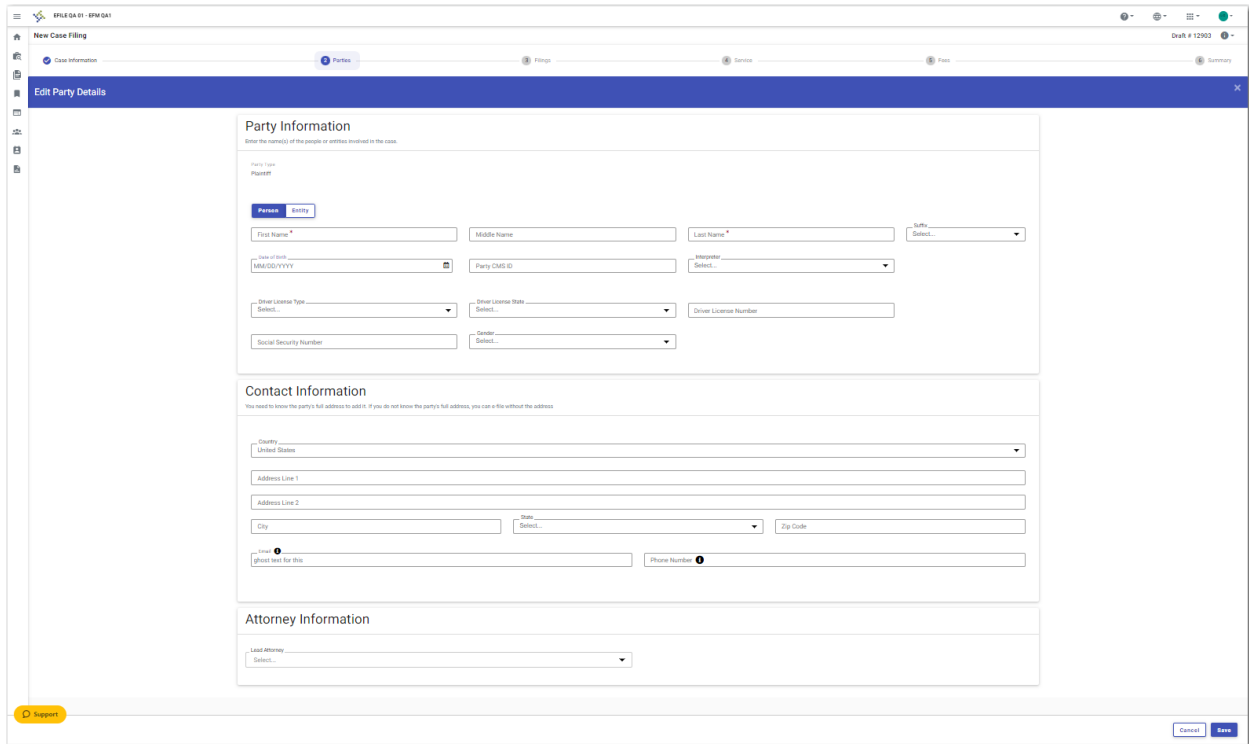 EFILE QA 01 - EFM QA1
New Case Filing
Draft # 12903
Case Information
2 Parties
3 Filings
4 Service
5 Fees
6 Summary
Edit Party Details
Party Information
Enter the name(s) of the people or entities involved in the case.
Party Type
Plaintiff
Person Entity
First Name *
Middle Name
Last Name *
Suffix
Select...
Date of Birth
MM/DD/YYYY
Party CMS ID
Interpreter
Select...
Driver License Type
Select...
Driver License State
Select...
Driver License Number
Social Security Number
Gender
Select...
Contact Information
You need to know the party's full address to add it. If you do not know the party's full address, you can e file without the address
Country
United States
Address Line 1
Address Line 2
City
State
Select...
Zip Code
Email
ghost text for this
Phone Number
Attorney Information
Lead Attorney
Select...
Support
Cancel Save